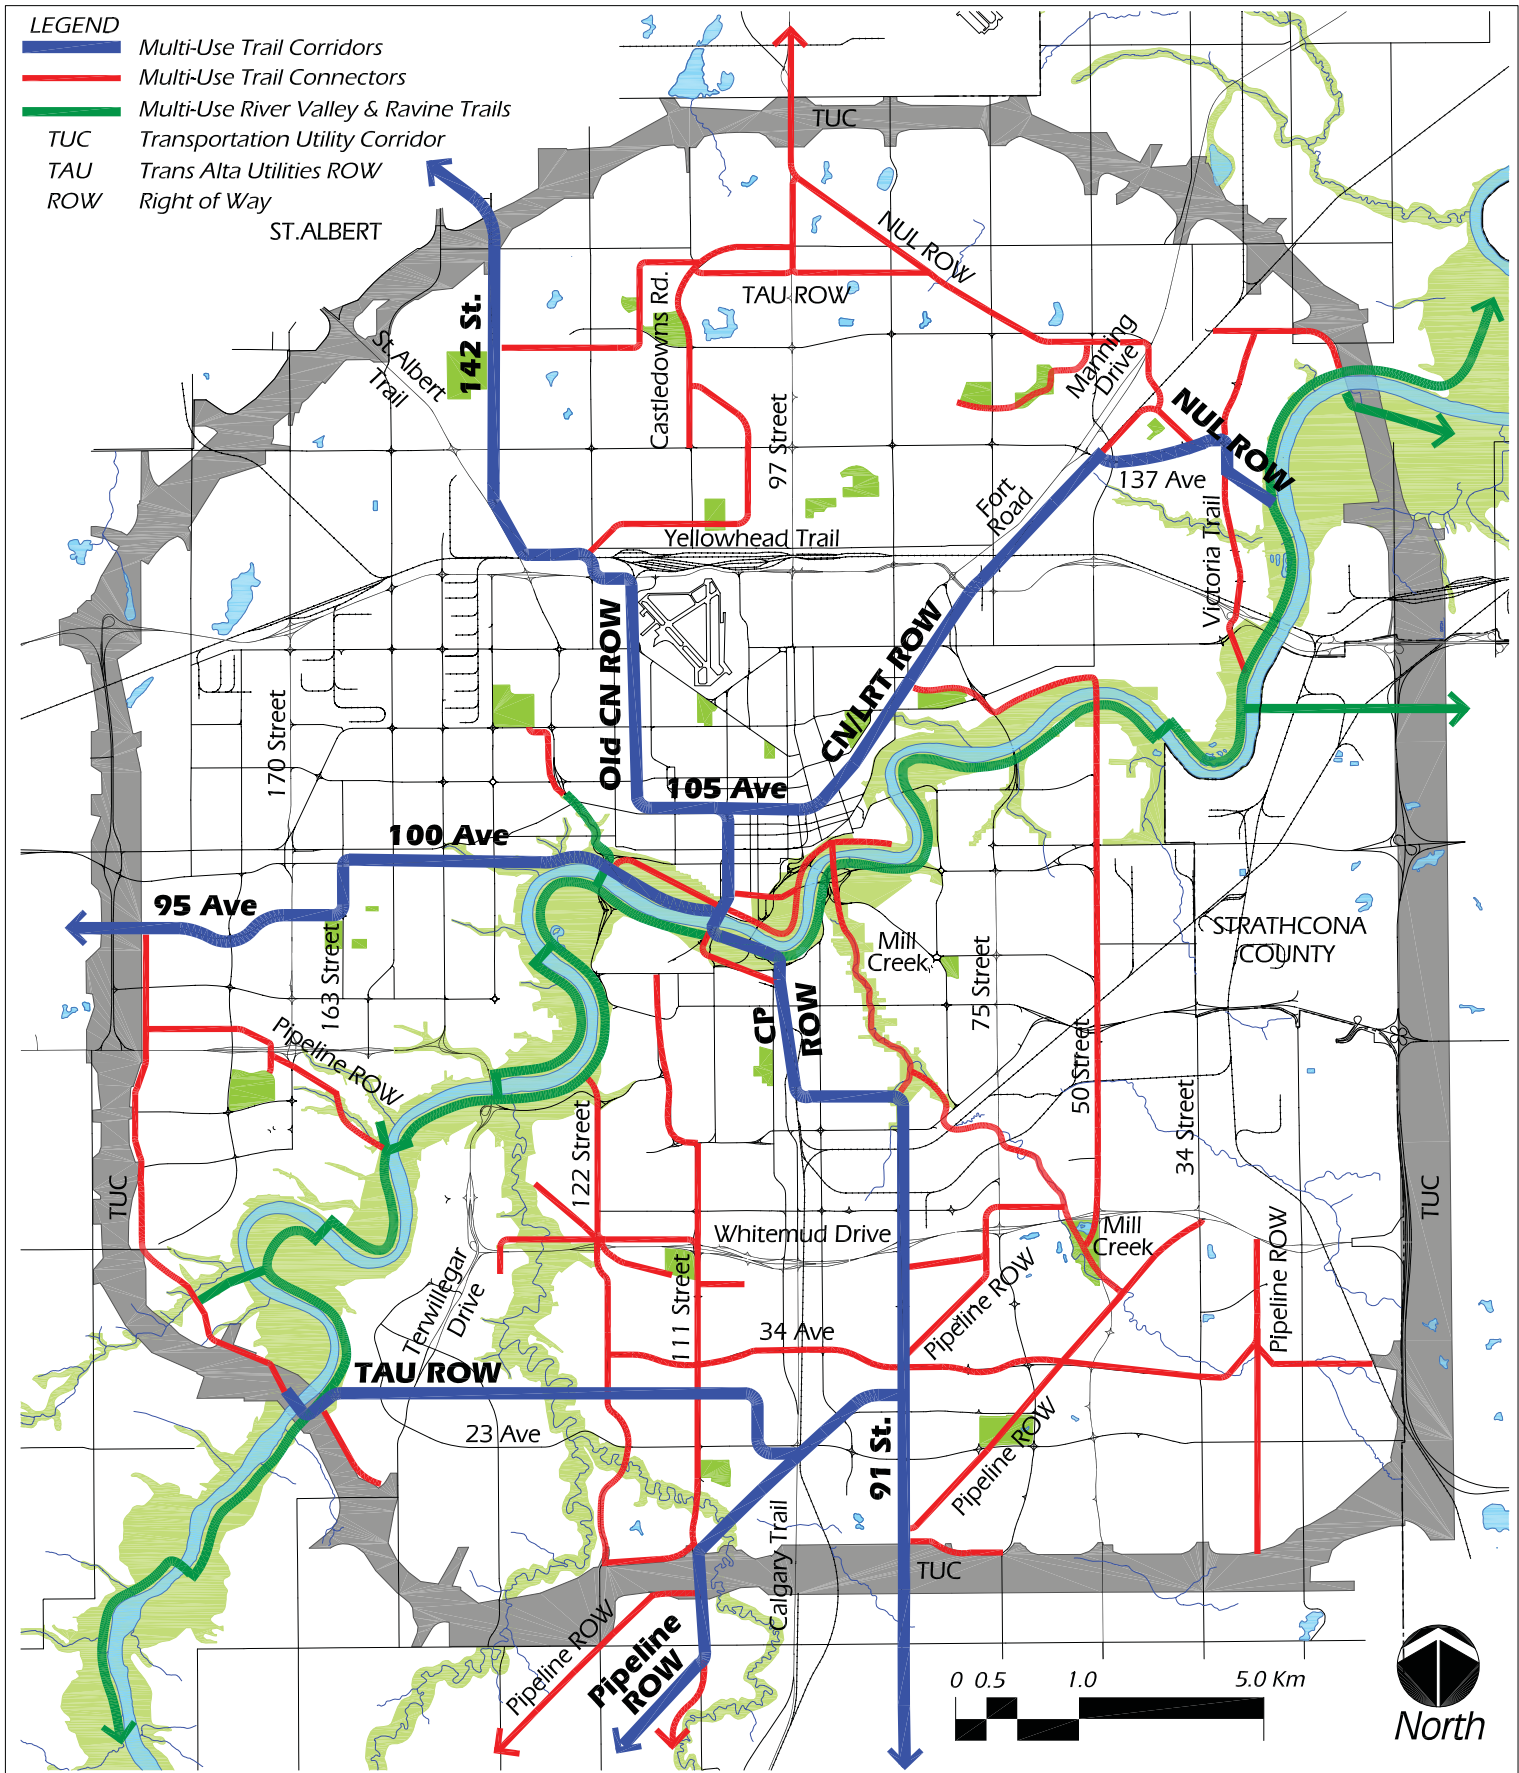 LEGEND
Multi-Use Trail Corridors
Multi-Use Trail Connectors
Multi-Use River Valley & Ravine Trails
TUC Transportation Utility Corridor
TAU Trans Alta Utilities ROW
ROW Right of Way
ST.ALBERT
TUC
NUL ROW
TAU ROW
142 St.
Castledowns Rd.
St.Albert
Trail
Manning
Drive
97 Street
NUL ROW
137 Ave
Fort
Road
Victoria Trail
Yellowhead Trail
Old CN ROW
CN/LRT ROW
170 Street
105 Ave
100 Ave
95 Ave
163 Street
Mill
Creek
75 Street
STRATHCONA
COUNTY
CP
ROW
Pipeline ROW
50 Street
34 Street
122 Street
TUC
TUC
Whitemud Drive
Mill
Creek
Pipeline ROW
Pipeline ROW
Terwillegar
Drive
111 Street
34 Ave
TAU ROW
23 Ave
91 St.
Pipeline ROW
Calgary Trail
TUC
Pipeline ROW
Pipeline
ROW
0 0.5 1.0 5.0 Km
North